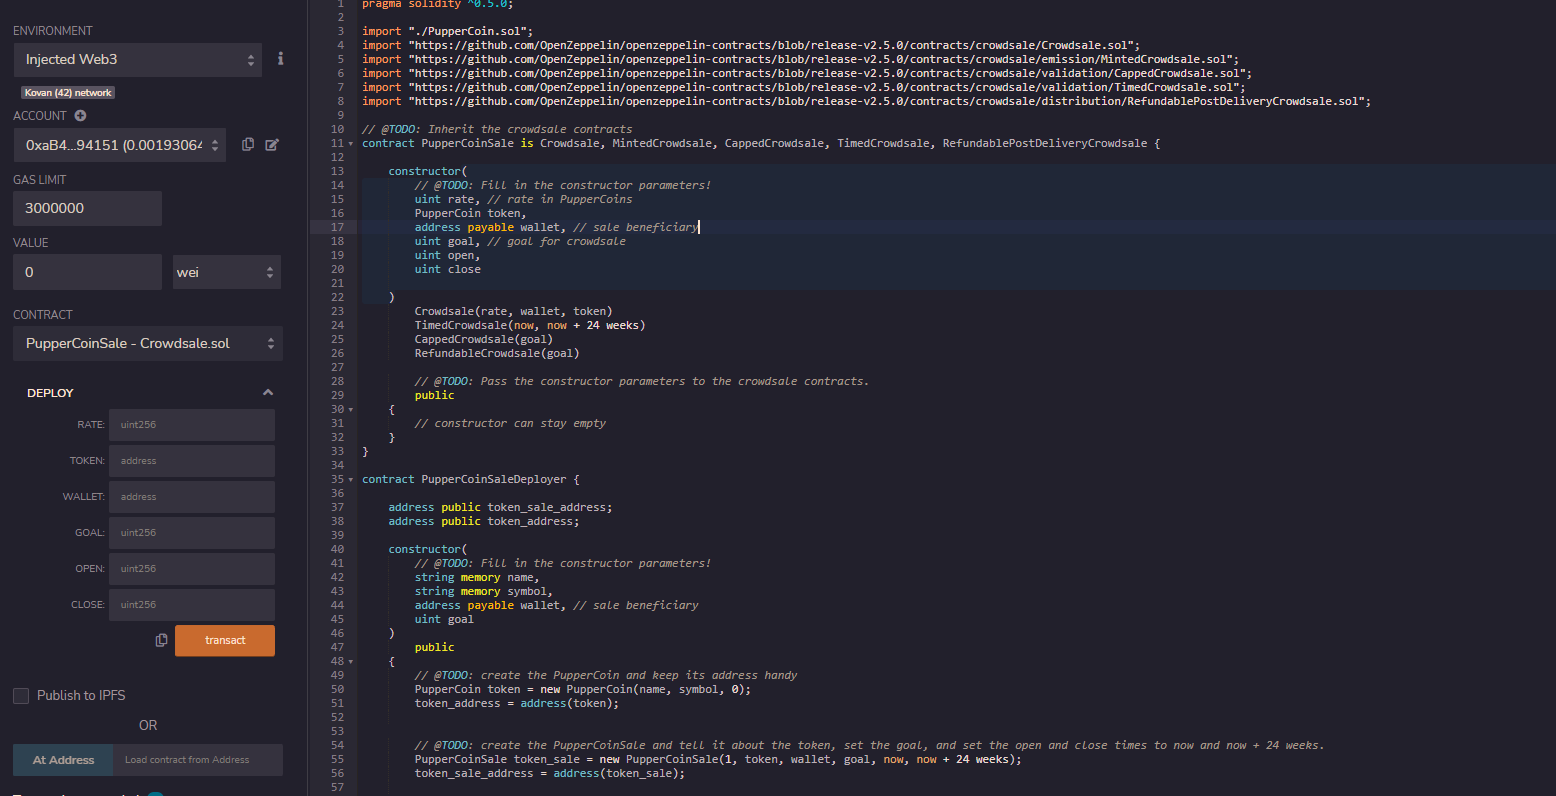 ENVIRONMENT
Injected Web3
Kovan (42) network
ACCOUNT
0xaB4...94151 (0.00193064
GAS LIMIT
3000000
VALUE
0 wei
CONTRACT
PupperCoinSale - Crowdsale.sol
DEPLOY
RATE: uint256
TOKEN: address
WALLET: address
GOAL: uint256
OPEN: uint256
CLOSE: uint256
transact
Publish to IPFS
OR
At Address Load contract from Address
1 pragma solidity ^0.5.0;
2
3 import "./PupperCoin.sol";
4 import "https://github.com/OpenZeppelin/openzeppelin-contracts/blob/release-v2.5.0/contracts/crowdsale/Crowdsale.sol";
5 import "https://github.com/OpenZeppelin/openzeppelin-contracts/blob/release-v2.5.0/contracts/crowdsale/emission/MintedCrowdsale.sol";
6 import "https://github.com/OpenZeppelin/openzeppelin-contracts/blob/release-v2.5.0/contracts/crowdsale/validation/CappedCrowdsale.sol";
7 import "https://github.com/OpenZeppelin/openzeppelin-contracts/blob/release-v2.5.0/contracts/crowdsale/validation/TimedCrowdsale.sol";
8 import "https://github.com/OpenZeppelin/openzeppelin-contracts/blob/release-v2.5.0/contracts/crowdsale/distribution/RefundablePostDeliveryCrowdsale.sol";
9
10 // @TODO: Inherit the crowdsale contracts
11 contract PupperCoinSale is Crowdsale, MintedCrowdsale, CappedCrowdsale, TimedCrowdsale, RefundablePostDeliveryCrowdsale {
12
13 constructor(
14 // @TODO: Fill in the constructor parameters!
15 uint rate, // rate in PupperCoins
16 PupperCoin token,
17 address payable wallet, // sale beneficiary
18 uint goal, // goal for crowdsale
19 uint open,
20 uint close
21
22 )
23 Crowdsale(rate, wallet, token)
24 TimedCrowdsale(now, now + 24 weeks)
25 CappedCrowdsale(goal)
26 RefundableCrowdsale(goal)
27
28 // @TODO: Pass the constructor parameters to the crowdsale contracts.
29 public
30 {
31 // constructor can stay empty
32 }
33 }
34
35 contract PupperCoinSaleDeployer {
36
37 address public token_sale_address;
38 address public token_address;
39
40 constructor(
41 // @TODO: Fill in the constructor parameters!
42 string memory name,
43 string memory symbol,
44 address payable wallet, // sale beneficiary
45 uint goal
46 )
47 public
48 {
49 // @TODO: create the PupperCoin and keep its address handy
50 PupperCoin token = new PupperCoin(name, symbol, 0);
51 token_address = address(token);
52
53
54 // @TODO: create the PupperCoinSale and tell it about the token, set the goal, and set the open and close times to now and now + 24 weeks.
55 PupperCoinSale token_sale = new PupperCoinSale(1, token, wallet, goal, now, now + 24 weeks);
56 token_sale_address = address(token_sale);
57